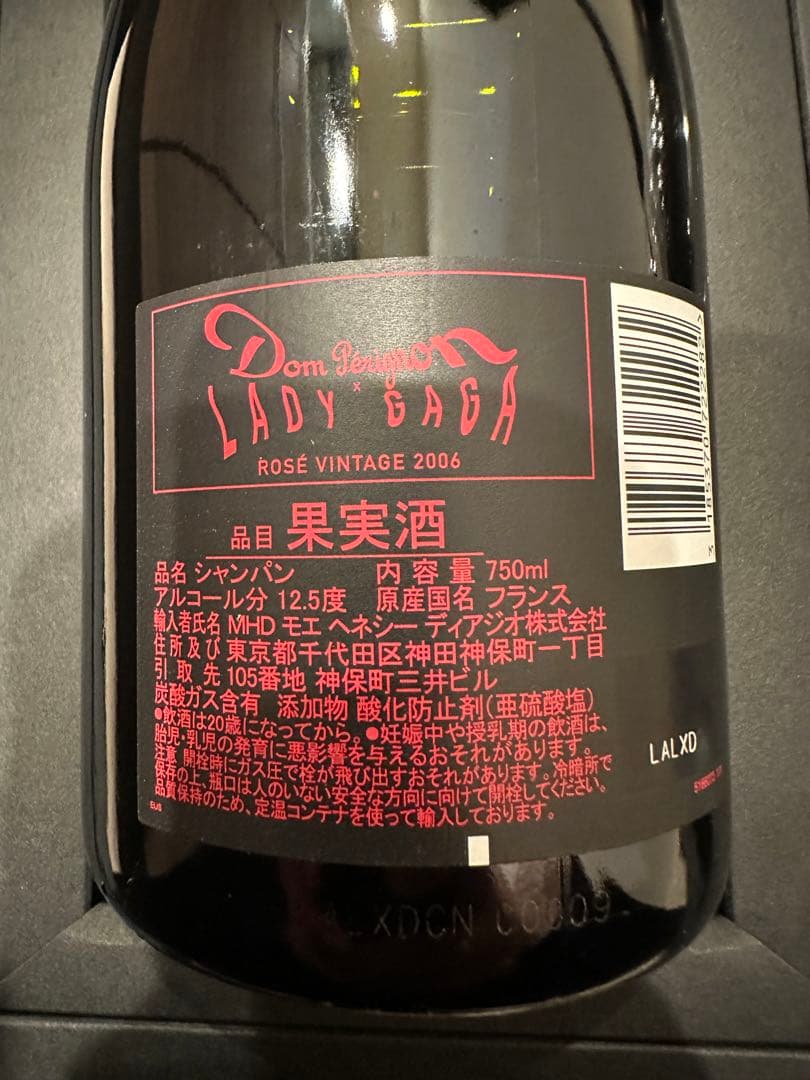 Dom Pérignon
×
LADY GAGA
ROSÉ VINTAGE 2006
品目 果実酒
品名 シャンパン 内容量 750ml
アルコール分 12.5度 原産国名 フランス
輸入者氏名 MHD モエ ヘネシー ディアジオ株式会社
住所及び 東京都千代田区神田神保町一丁目
引取先 105番地 神保町三井ビル
炭酸ガス含有 添加物 酸化防止剤(亜硫酸塩)
●飲酒は20歳になってから。●妊娠中や授乳期の飲酒は、
胎児・乳児の発育に悪影響を与えるおそれがあります。
注意 開栓時にガス圧で栓が飛び出すおそれがあります。冷暗所で
保存の上、瓶口は人のいない安全な方向に向けて開栓してください。
品質保持のため、定温コンテナを使って輸入しております。
LALXD
ALXDCN 00009